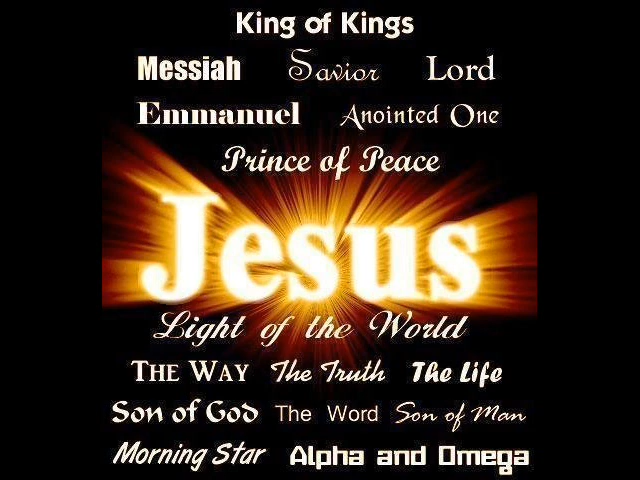 King of Kings
Messiah Savior Lord
Emmanuel Anointed One
Prince of Peace
Jesus
Light of the World
THE WAY The Truth The Life
Son of God The Word Son of Man
Morning Star Alpha and Omega